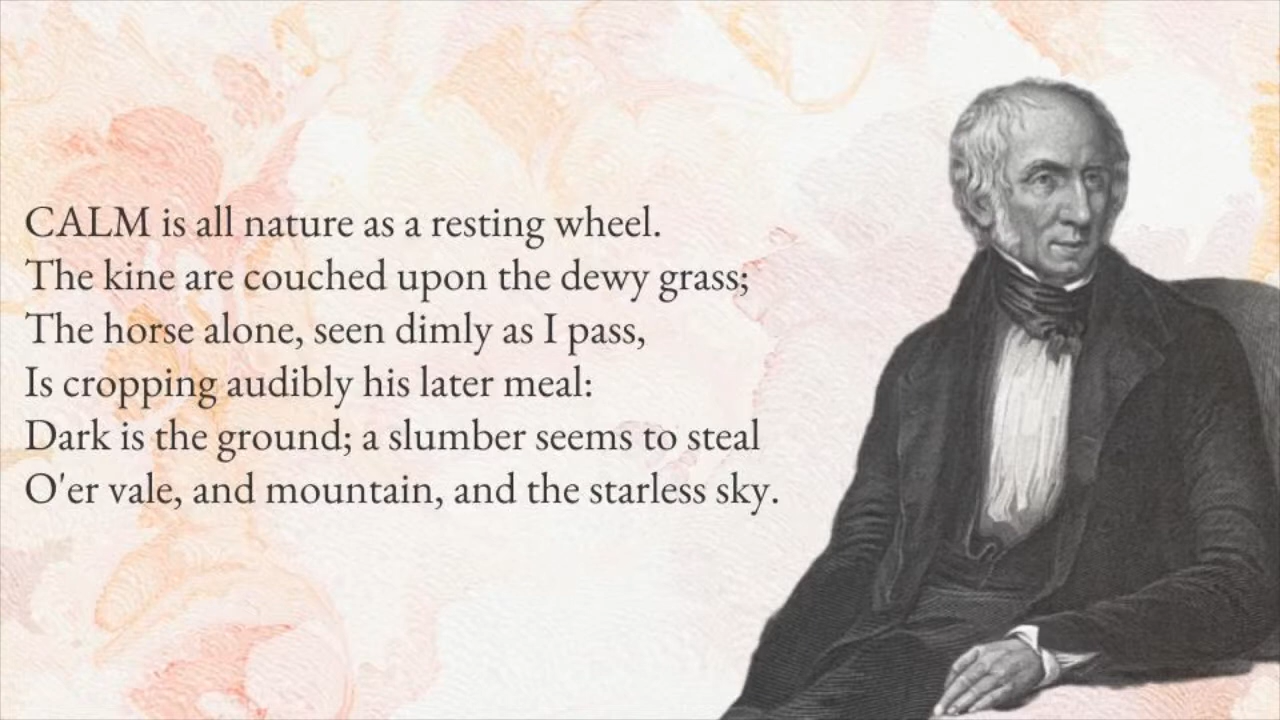 CALM is all nature as a resting wheel.
The kine are couched upon the dewy grass;
The horse alone, seen dimly as I pass,
Is cropping audibly his later meal:
Dark is the ground; a slumber seems to steal
O'er vale, and mountain, and the starless sky.